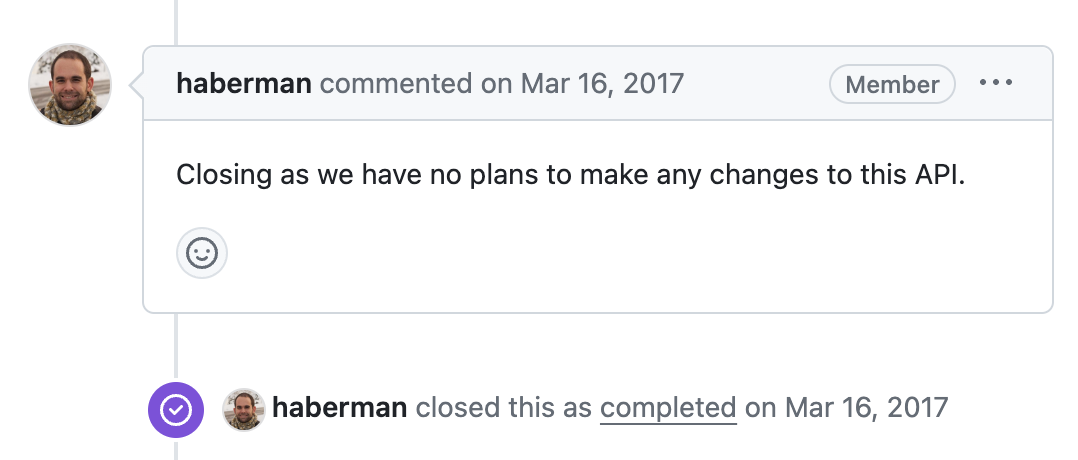 haberman commented on Mar 16, 2017 Member
Closing as we have no plans to make any changes to this API.
haberman closed this as completed on Mar 16, 2017